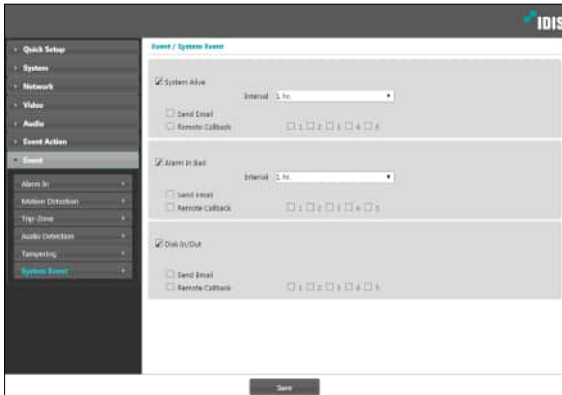 IDIS
Quick Setup
System
Network
Video
Audio
Event Action
Event
Alarm In
Motion Detection
Trip-Zone
Audio Detection
Tampering
System Event
Event / System Event
System Alive
Interval 1 hr.
Send Email
Remote Callback 1 2 3 4 5
Alarm In Bad
Interval 1 hr.
Send Email
Remote Callback 1 2 3 4 5
Disk In/Out
Send Email
Remote Callback 1 2 3 4 5
Save